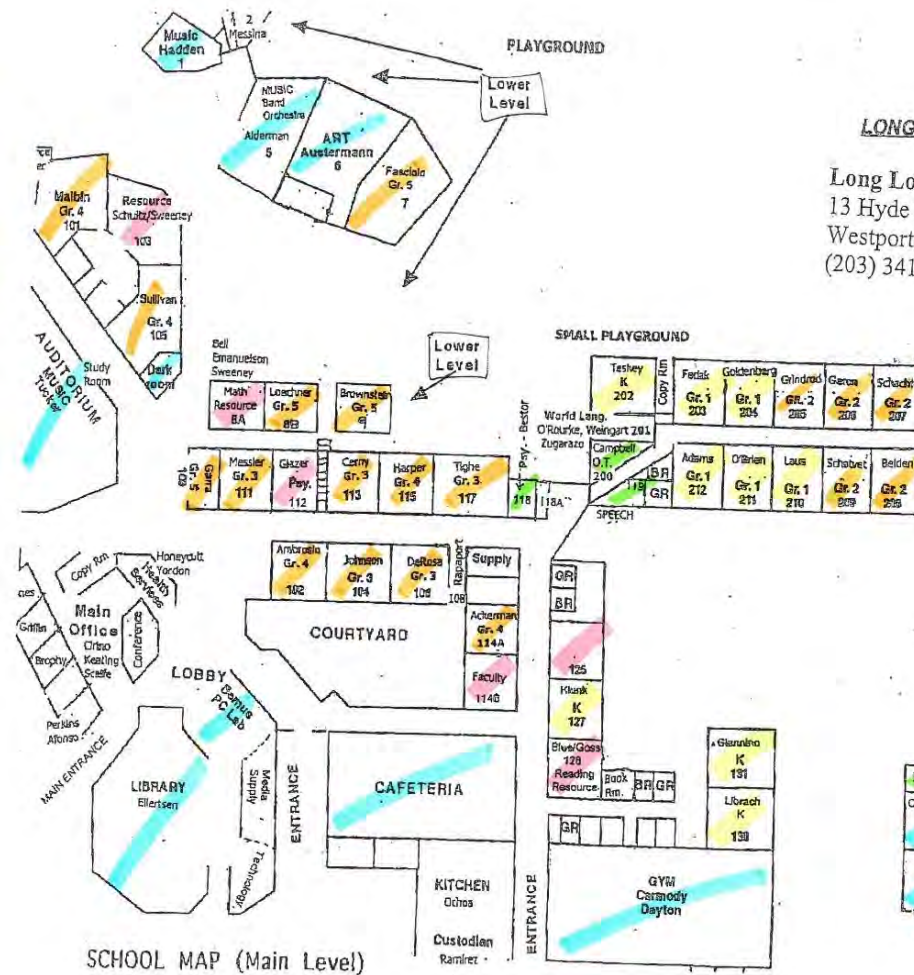 Music
Hadden
1
2
Messina
PLAYGROUND
Lower
Level
MUSIC
Band
Orchestra
Alderman
5
ART
Austermann
6
Fasciolo
Gr. 5
7
LONG
Long Lo
13 Hyde
Westport
(203) 341
Malbin
Gr. 4
101
Resource
Schultz/Sweeney
103
Sullivan
Gr. 4
105
Dark
room
Study
Room
AUDITORIUM
MUSIC
Tucker
Bell
Emanuelson
Sweeney
Lower
Level
Math
Resource
8A
Loechner
Gr. 5
8B
Brownstein
Gr. 5
SMALL PLAYGROUND
Teshey
K
202
Copy Rm
Fedak
Gr. 1
203
Goldenberg
Gr. 1
204
Grindrod
Gr. 2
205
Garcia
Gr. 2
206
Schacht
Gr. 2
207
World Lang.
O'Rourke, Weingart 201
Zugarazo
Campbell
O.T.
200
119
SPEECH
BR
GR
Adams
Gr. 1
212
O'Brien
Gr. 1
211
Laus
Gr. 1
210
Gr. 2
209
Belden
Gr. 2
Garra
Gr. 5
109
Messier
Gr. 3
111
Glazer
Psy.
112
Cerny
Gr. 3
113
Hasper
Gr. 4
115
Tighe
Gr. 3
117
Psy. - Bestor
118
118A
Ambrosio
Gr. 4
102
Johnson
Gr. 3
104
DeRosa
Gr. 3
106
Rapaport
108
Supply
Ackerman
Gr. 4
114A
Faculty
114B
COURTYARD
Copy Rm
Health
Services
Honeycutt
Yordon
Main
Office
Cirino
Keating
Scelfe
Conference
Griffin
Brophy
Perkins
Afonso
MAIN ENTRANCE
LOBBY
Bemus
PC Lab
LIBRARY
Ellertsen
Media
Supply
Technology
ENTRANCE
CAFETERIA
KITCHEN
Ochoa
Custodian
Ramirez
ENTRANCE
GR
BR
125
Klunk
K
127
Blue/Goss
128
Reading
Resource
Book
Rm.
BR
GR
GR
Giannino
K
131
Librach
K
130
GYM
Carmody
Dayton
SCHOOL MAP (Main Level)